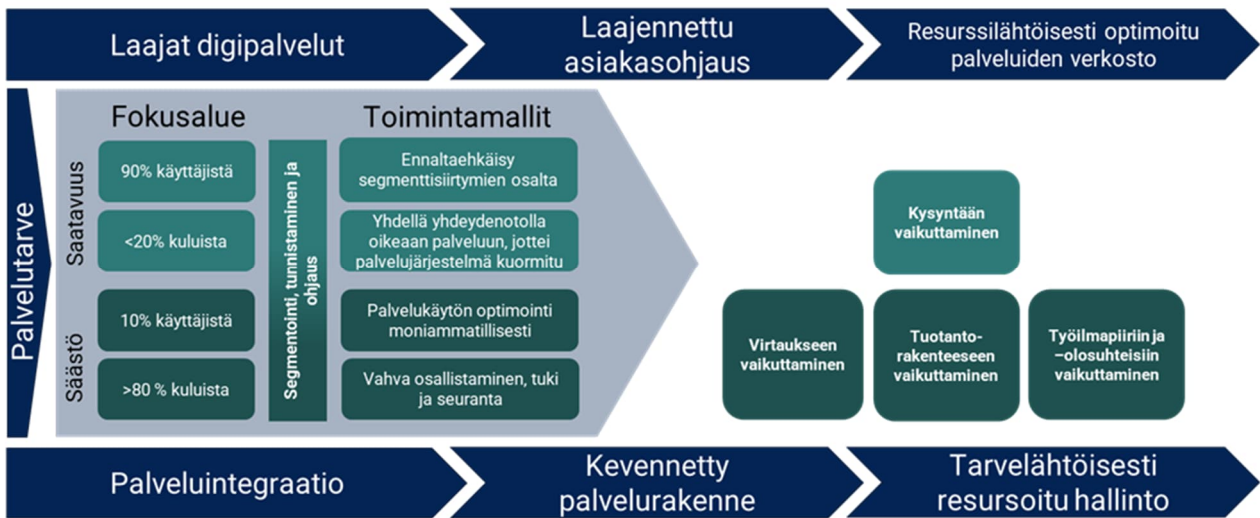 Laajat digipalvelut
Laajennettu
asiakasohjaus
Resurssilähtöisesti optimoitu
palveluiden verkosto
Palvelutarve
Fokusalue
Toimintamallit
Saatavuus
90% käyttäjistä
<20% kuluista
Säästö
10% käyttäjistä
>80 % kuluista
Segmentointi, tunnistaminen ja
ohjaus
Ennaltaehkäisy
segmenttisiirtymien osalta
Yhdellä yhdeydenotolla
oikeaan palveluun, jottei
palvelujärjestelmä kuormitu
Palvelukäytön optimointi
moniammatillisesti
Vahva osallistaminen, tuki
ja seuranta
Kysyntään
vaikuttaminen
Virtaukseen
vaikuttaminen
Tuotanto-
rakenteeseen
vaikuttaminen
Työilmapiiriin ja
–olosuhteisiin
vaikuttaminen
Palveluintegraatio
Kevennetty
palvelurakenne
Tarvelähtöisesti
resursoitu hallinto